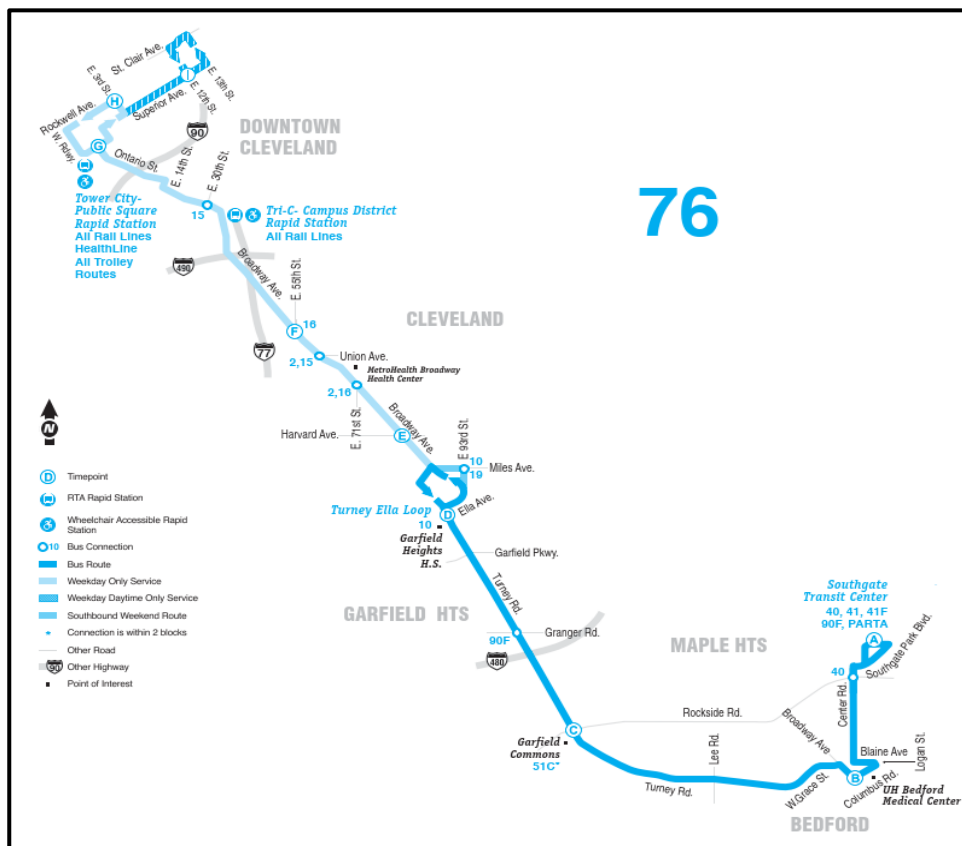 St. Clair Ave.
E. 3rd St.
Rockwell Ave.
H
Superior Ave.
I
E. 12th St.
E. 13th St.
W. Rdwy.
G
90
DOWNTOWN
CLEVELAND
Ontario St.
E. 14th St.
E. 30th St.
76
Tower City-
Public Square
Rapid Station
All Rail Lines
HealthLine
All Trolley
Routes
15
Tri-C- Campus District
Rapid Station
All Rail Lines
490
Broadway Ave.
E. 55th St.
77
F
16
CLEVELAND
2,15
Union Ave.
MetroHealth Broadway
Health Center
2,16
E. 71st St.
Broadway Ave.
Harvard Ave.
E
E 93rd St.
10
19
Miles Ave.
Turney Ella Loop
10
D
Ella Ave.
Garfield
Heights
H.S.
Garfield Pkwy.
N
D
Timepoint
RTA Rapid Station
Wheelchair Accessible Rapid
Station
10
Bus Connection
Bus Route
Weekday Only Service
Weekday Daytime Only Service
Southbound Weekend Route
* Connection is within 2 blocks
Other Road
90
Other Highway
Point of Interest
Turney Rd.
GARFIELD HTS
90F
Granger Rd.
480
MAPLE HTS
Southgate
Transit Center
40, 41, 41F
90F, PARTA
A
Southgate Park Blvd.
40
Center Rd.
Rockside Rd.
Broadway Ave
C
Garfield
Commons
51C*
Lee Rd.
Turney Rd.
W.Grace St.
Blaine Ave
Logan St.
B
Columbus Rd.
UH Bedford
Medical Center
BEDFORD